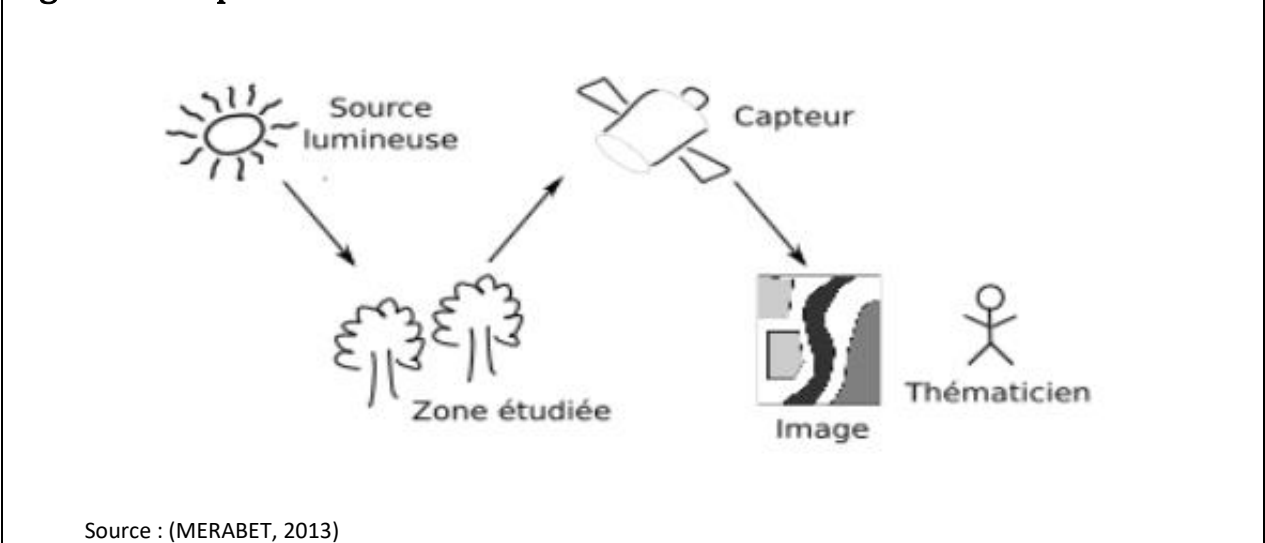 Source
lumineuse
Capteur
Zone étudiée
Image
Thématicien
Source : (MERABET, 2013)